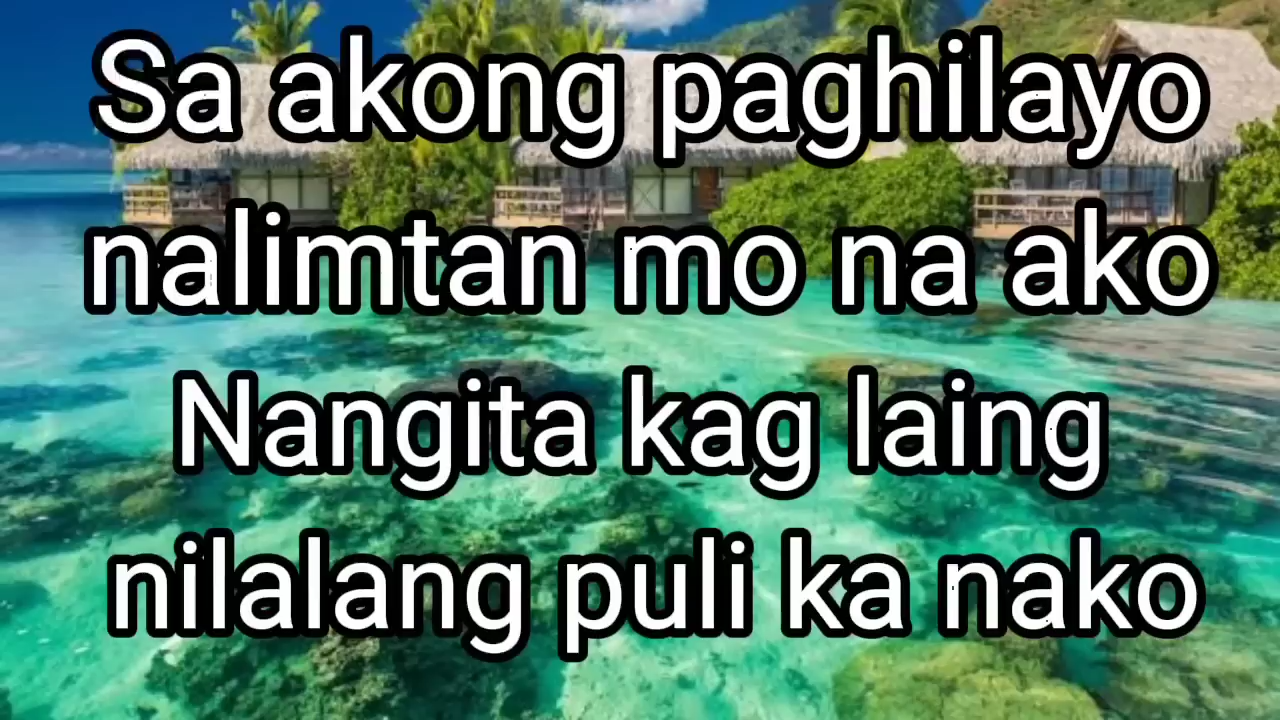 Sa akong paghilayo
nalimtan mo na ako
Nangita kag laing
nilalang puli ka nako